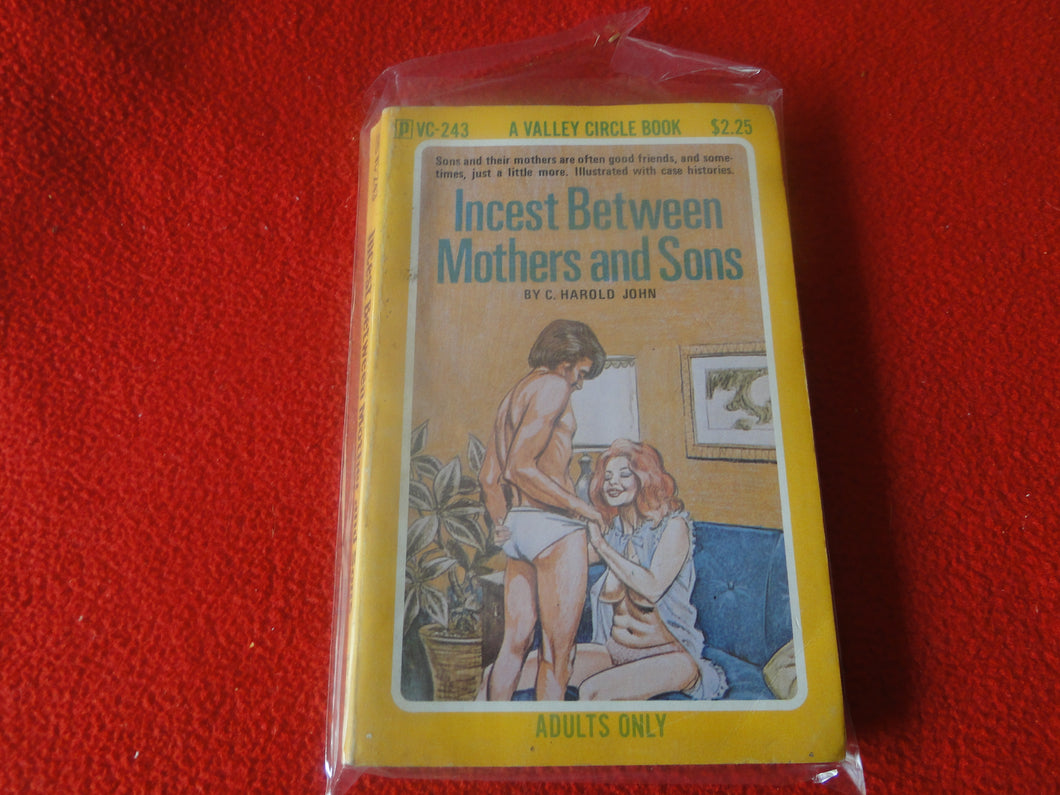 P VC-243 A VALLEY CIRCLE BOOK $2.25
Sons and their mothers are often good friends, and some-
times, just a little more. Illustrated with case histories.
Incest Between
Mothers and Sons
BY C. HAROLD JOHN
ADULTS ONLY